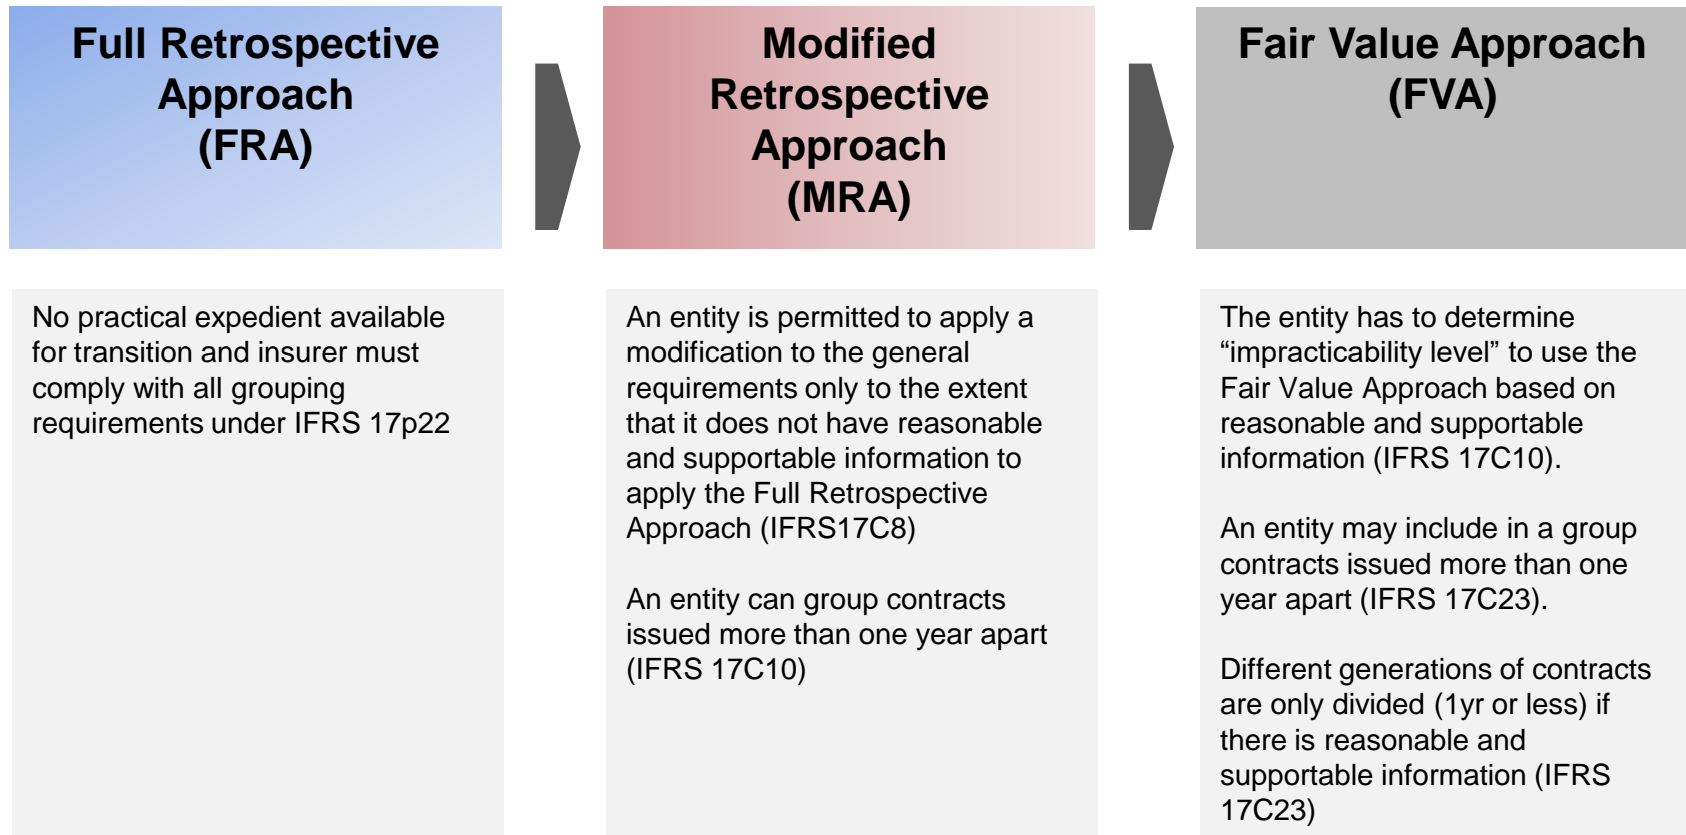 Full Retrospective
Approach
(FRA)
Modified
Retrospective
Approach
(MRA)
Fair Value Approach
(FVA)
No practical expedient available
for transition and insurer must
comply with all grouping
requirements under IFRS 17p22
An entity is permitted to apply a
modification to the general
requirements only to the extent
that it does not have reasonable
and supportable information to
apply the Full Retrospective
Approach (IFRS17C8)
An entity can group contracts
issued more than one year apart
(IFRS 17C10)
The entity has to determine
“impracticability level” to use the
Fair Value Approach based on
reasonable and supportable
information (IFRS 17C10).
An entity may include in a group
contracts issued more than one
year apart (IFRS 17C23).
Different generations of contracts
are only divided (1yr or less) if
there is reasonable and
supportable information (IFRS
17C23)